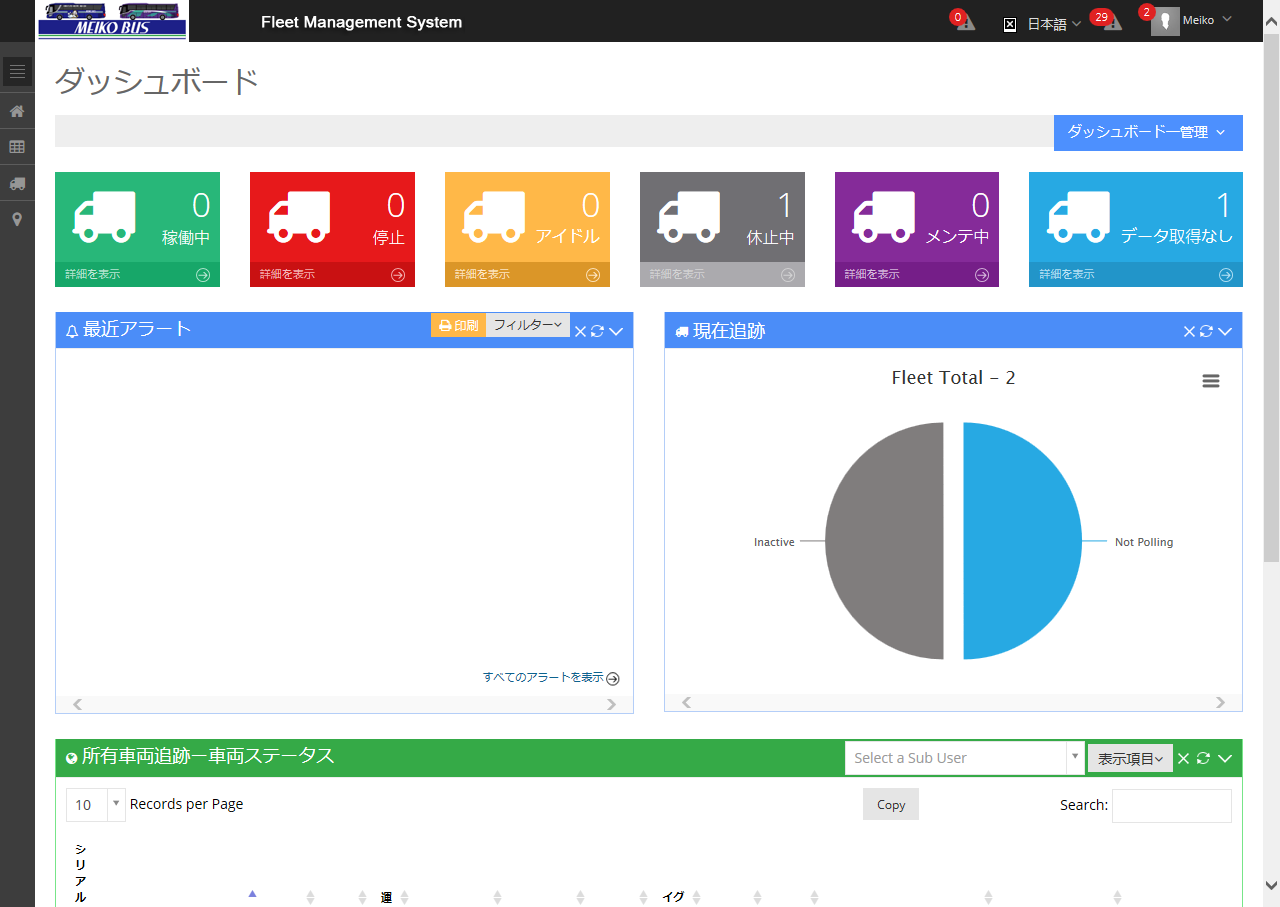 MEIKO BUS
Fleet Management System
0
日本語
29
2
Meiko
ダッシュボード
ダッシュボードー管理
0
稼働中
詳細を表示
0
停止
詳細を表示
0
アイドル
詳細を表示
1
休止中
詳細を表示
0
メンテ中
詳細を表示
1
データ取得なし
詳細を表示
最近アラート
印刷
フィルター
すべてのアラートを表示
現在追跡
Fleet Total - 2
Inactive
Not Polling
所有車両追跡ー車両ステータス
Select a Sub User
表示項目
10 Records per Page
Copy
Search:
シリアル
運
イグ